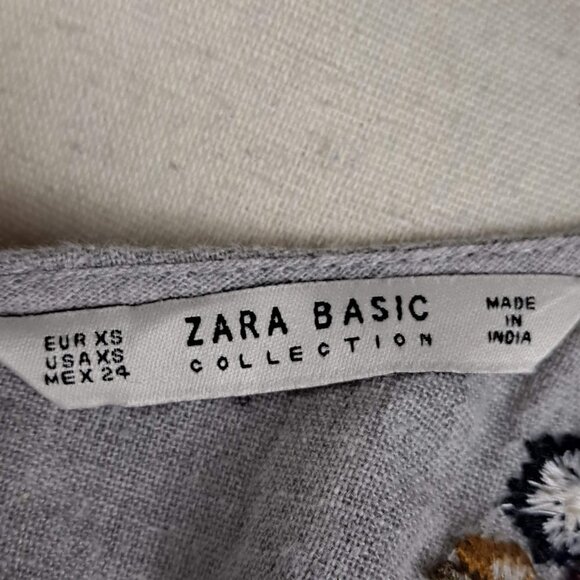 EUR XS
USA XS
MEX 24
ZARA BASIC
COLLECTION
MADE
IN
INDIA